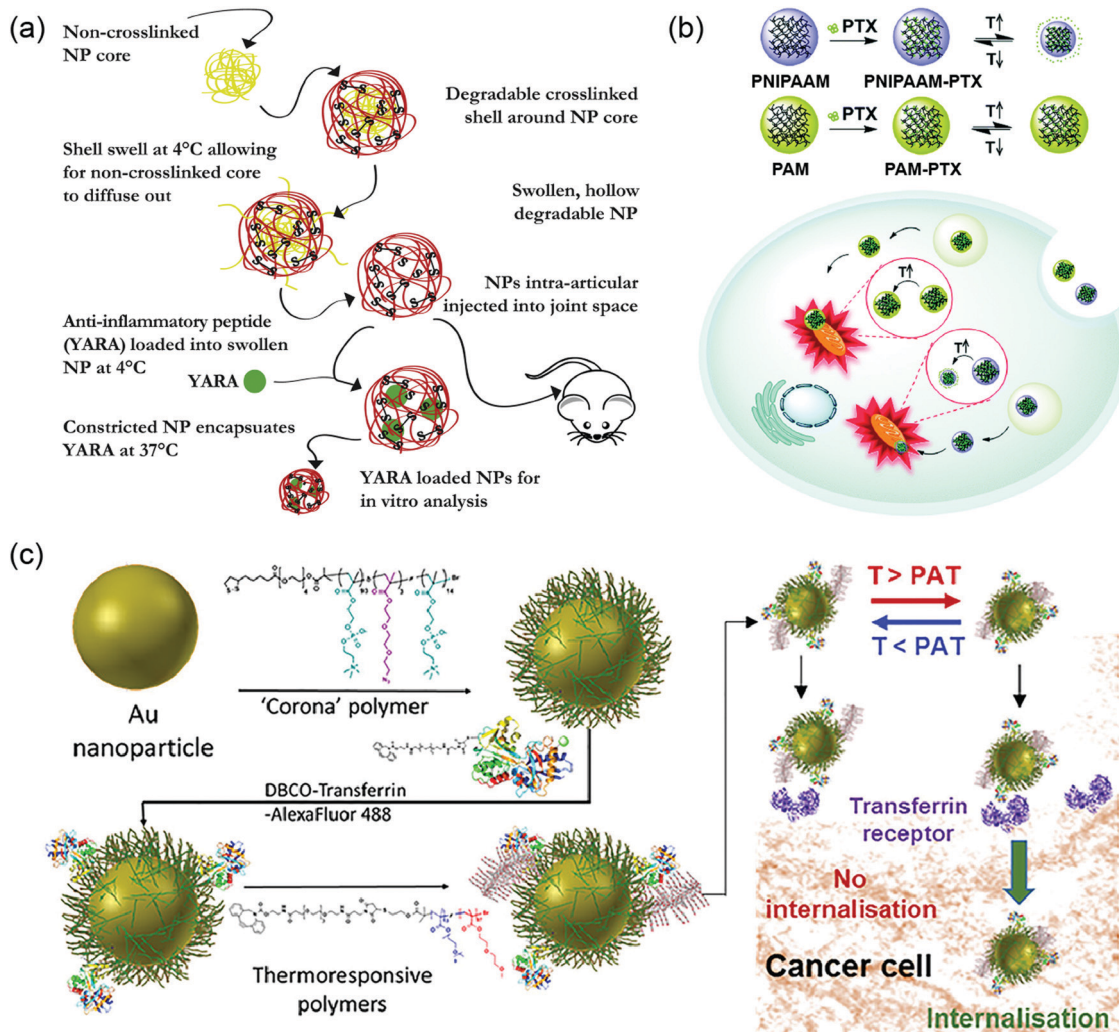 (a)
Non-crosslinked
NP core
Degradable crosslinked
shell around NP core
Shell swell at 4°C allowing
for non-crosslinked core
to diffuse out
Swollen, hollow
degradable NP
NPs intra-articular
injected into joint space
Anti-inflammatory peptide
(YARA) loaded into swollen
NP at 4°C
YARA
Constricted NP encapsuates
YARA at 37°C
YARA loaded NPs for
in vitro analysis
(b)
PTX
T↑
T↓
PNIPAAM
PNIPAAM-PTX
PTX
T↑
T↓
PAM
PAM-PTX
T↑
T↑
(c)
Au
nanoparticle
'Corona' polymer
DBCO-Transferrin
-AlexaFluor 488
Thermoresponsive
polymers
T > PAT
T < PAT
Transferrin
receptor
No
internalisation
Cancer cell
Internalisation